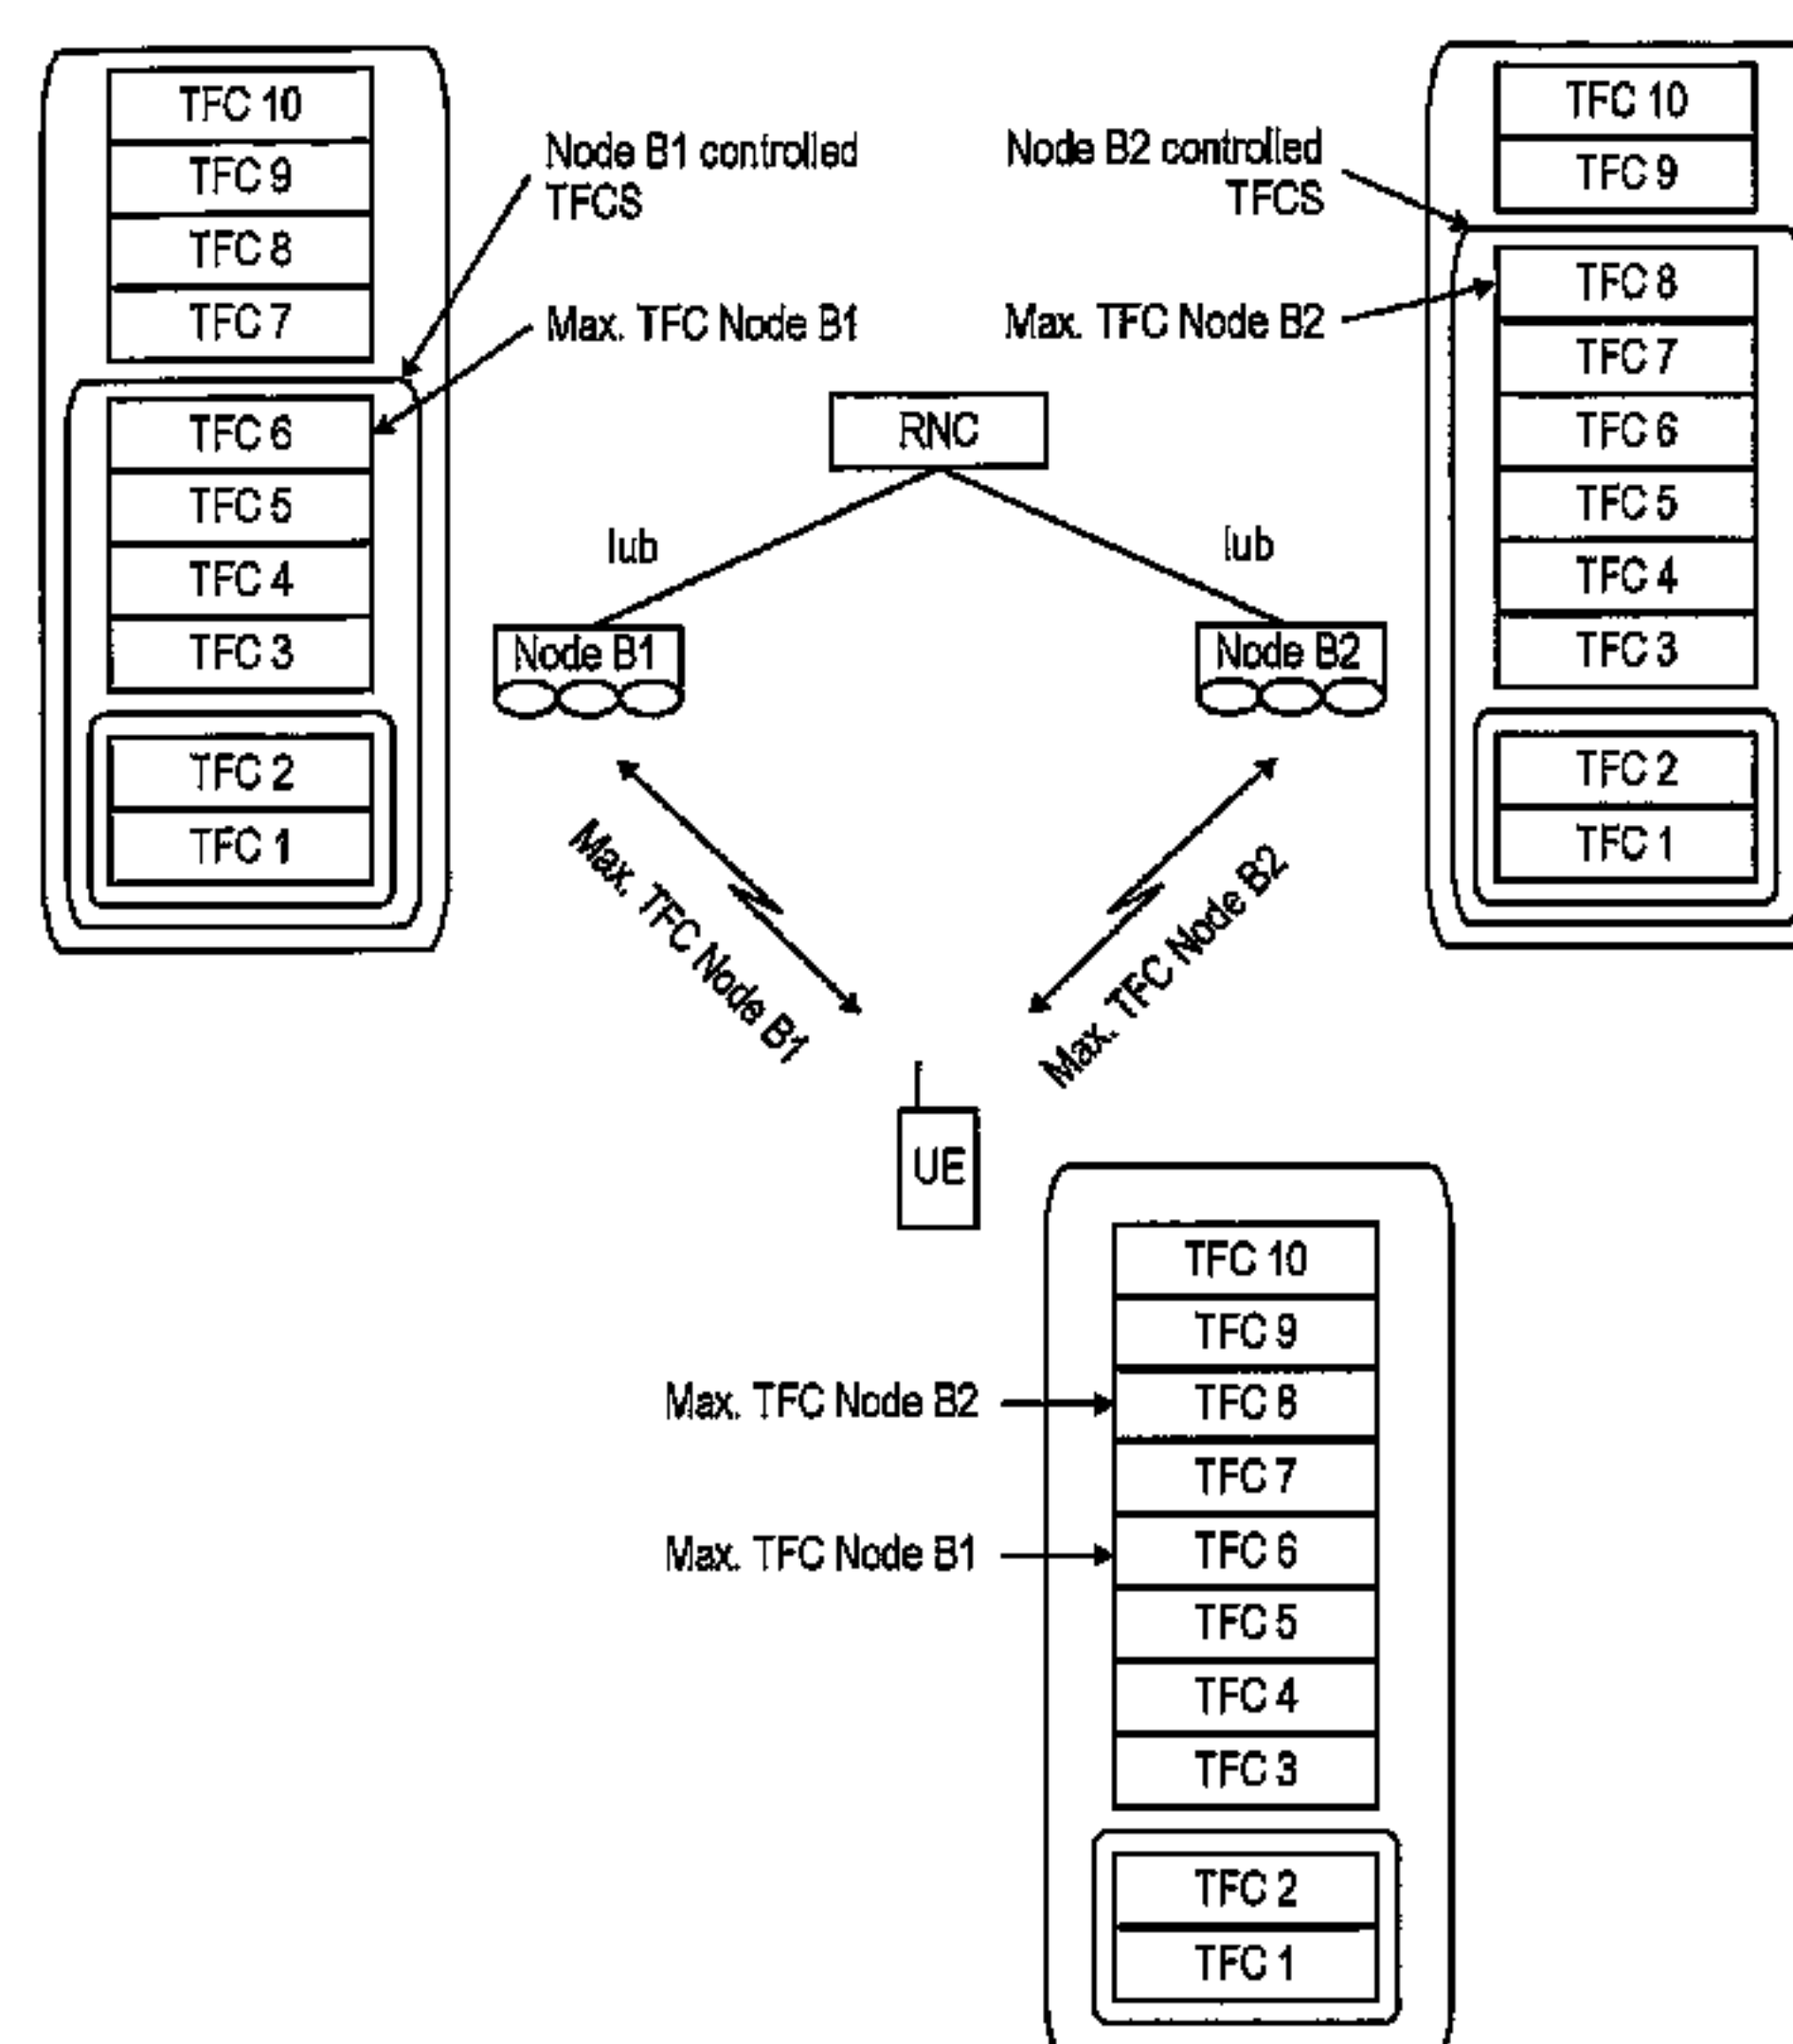 TFC 10
TFC 9
TFC 8
TFC 7
TFC 6
TFC 5
TFC 4
TFC 3
TFC 2
TFC 1
Node B1 controlled
TFCS
Max. TFC Node B1
Node B2 controlled
TFCS
Max. TFC Node B2
RNC
Iub
Iub
Node B1
Node B2
Max. TFC Node B1
Max. TFC Node B2
UE
TFC 10
TFC 9
TFC 8
TFC 7
TFC 6
TFC 5
TFC 4
TFC 3
TFC 2
TFC 1
Max. TFC Node B2
Max. TFC Node B1
TFC 10
TFC 9
TFC 8
TFC 7
TFC 6
TFC 5
TFC 4
TFC 3
TFC 2
TFC 1